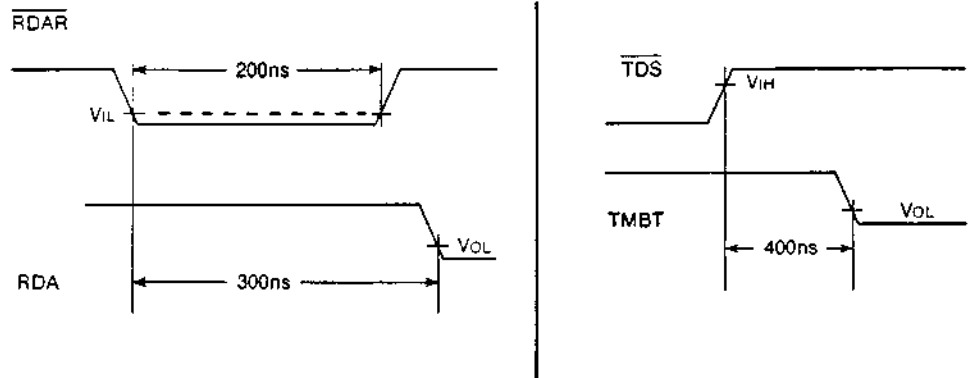 RDAR
200ns
VIL
VOL
RDA
300ns
TDS
VIH
TMBT
VOL
400ns